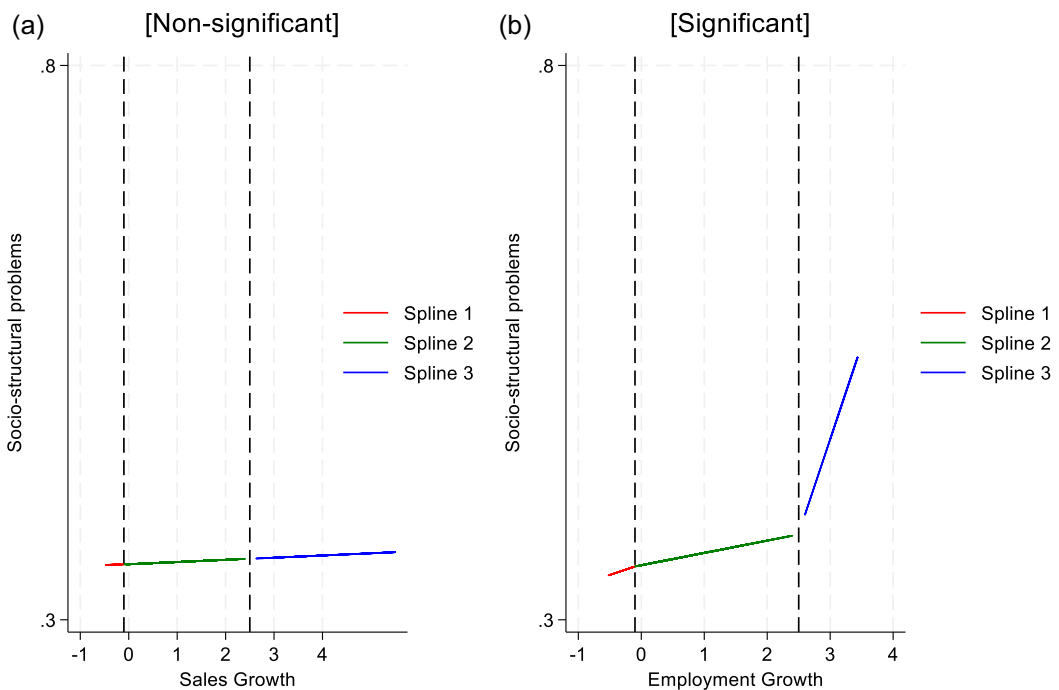 (a) [Non-significant]
.8
.3
Socio-structural problems
-1 0 1 2 3 4
Sales Growth
Spline 1
Spline 2
Spline 3
(b) [Significant]
.8
.3
Socio-structural problems
-1 0 1 2 3 4
Employment Growth
Spline 1
Spline 2
Spline 3